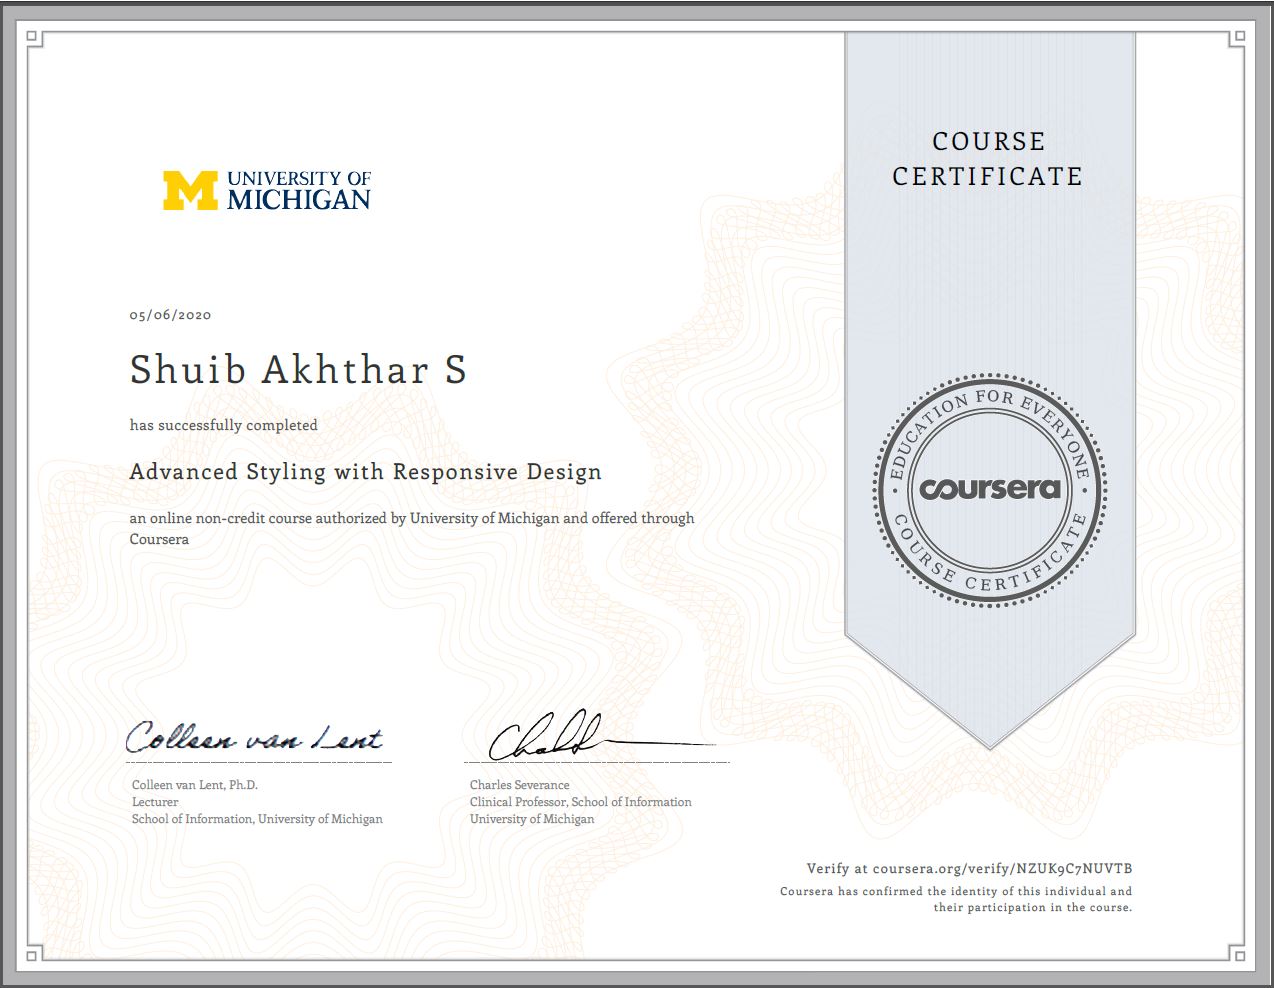 COURSE
CERTIFICATE
M UNIVERSITY OF
MICHIGAN
05/06/2020
Shuib Akhthar S
has successfully completed
Advanced Styling with Responsive Design
an online non-credit course authorized by University of Michigan and offered through
Coursera
EDUCATION FOR EVERYONE
coursera
COURSE CERTIFICATE
Colleen van Lent
Colleen van Lent, Ph.D.
Lecturer
School of Information, University of Michigan
Charles Severance
Clinical Professor, School of Information
University of Michigan
Verify at coursera.org/verify/NZUK9C7NUVTB
Coursera has confirmed the identity of this individual and
their participation in the course.